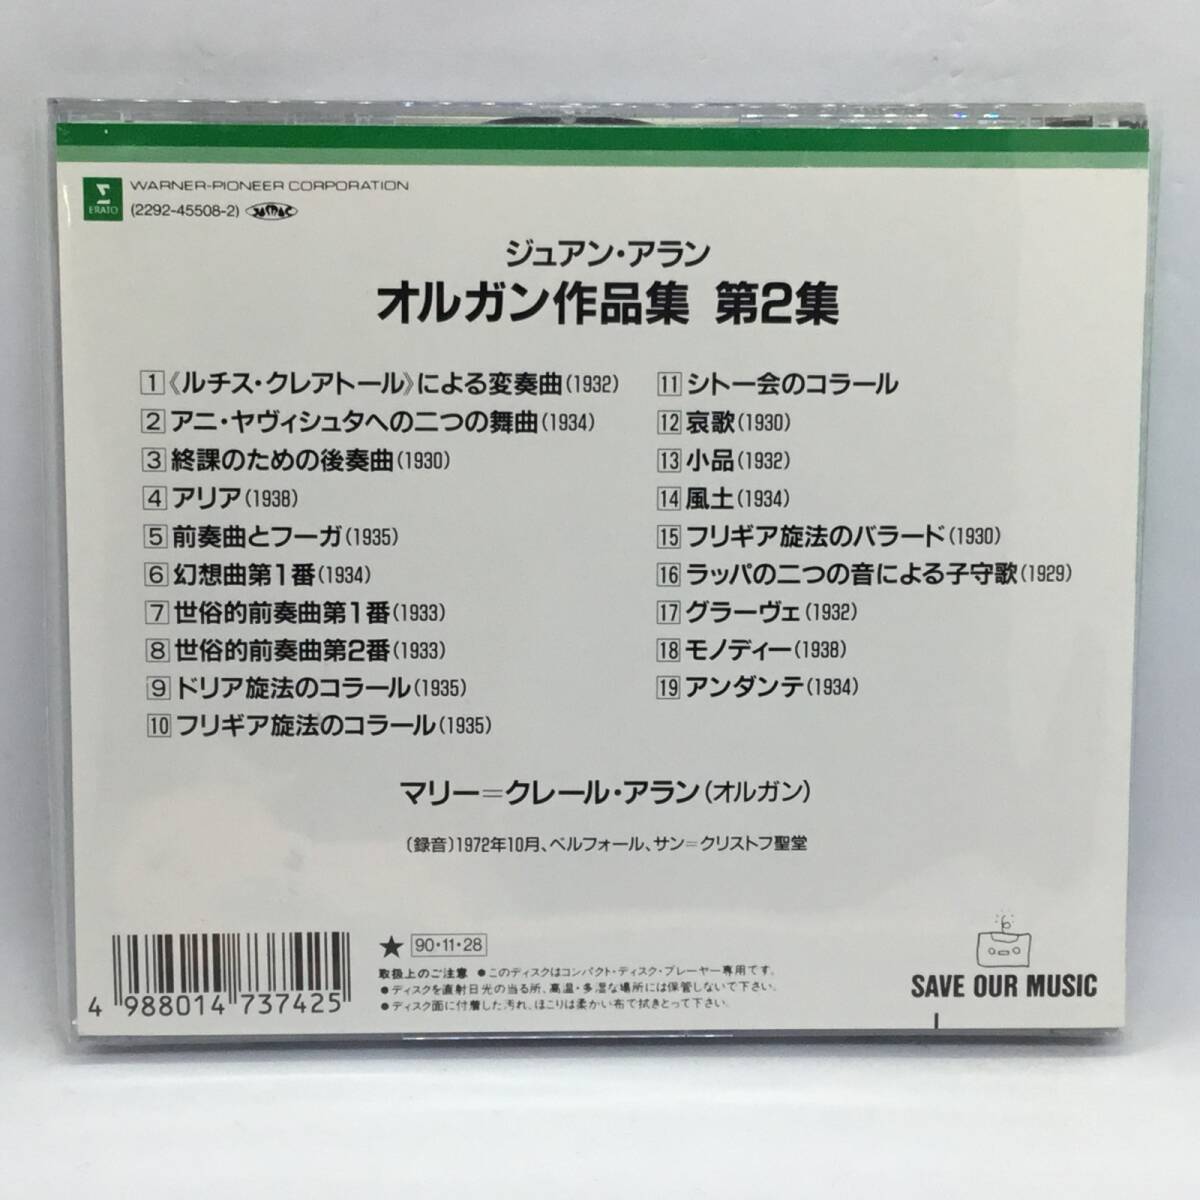 ERATO
WARNER-PIONEER CORPORATION
(2292-45508-2) JASRAC
ジュアン・アラン
オルガン作品集 第2集
1 《ルチス・クレアトール》による変奏曲(1932)
2 アニ・ヤヴィシュタへの二つの舞曲(1934)
3 終課のための後奏曲(1930)
4 アリア(1938)
5 前奏曲とフーガ(1935)
6 幻想曲第1番(1934)
7 世俗的前奏曲第1番(1933)
8 世俗的前奏曲第2番(1933)
9 ドリア旋法のコラール(1935)
10 フリギア旋法のコラール(1935)
11 シトー会のコラール
12 哀歌(1930)
13 小品(1932)
14 風土(1934)
15 フリギア旋法のバラード(1930)
16 ラッパの二つの音による子守歌(1929)
17 グラーヴェ(1932)
18 モノディー(1938)
19 アンダンテ(1934)
マリー=クレール・アラン(オルガン)
(録音)1972年10月、ベルフォール、サン=クリストフ聖堂
4 988014 737425
★ 90・11・28
取扱上のご注意 ●このディスクはコンパクト・ディスク・プレーヤー専用です。
●ディスクを直射日光の当る所、高温・多湿な場所には保管しないで下さい。
●ディスク面に付着した汚れ、ほこりは柔かい布で拭きとって下さい。
SAVE OUR MUSIC